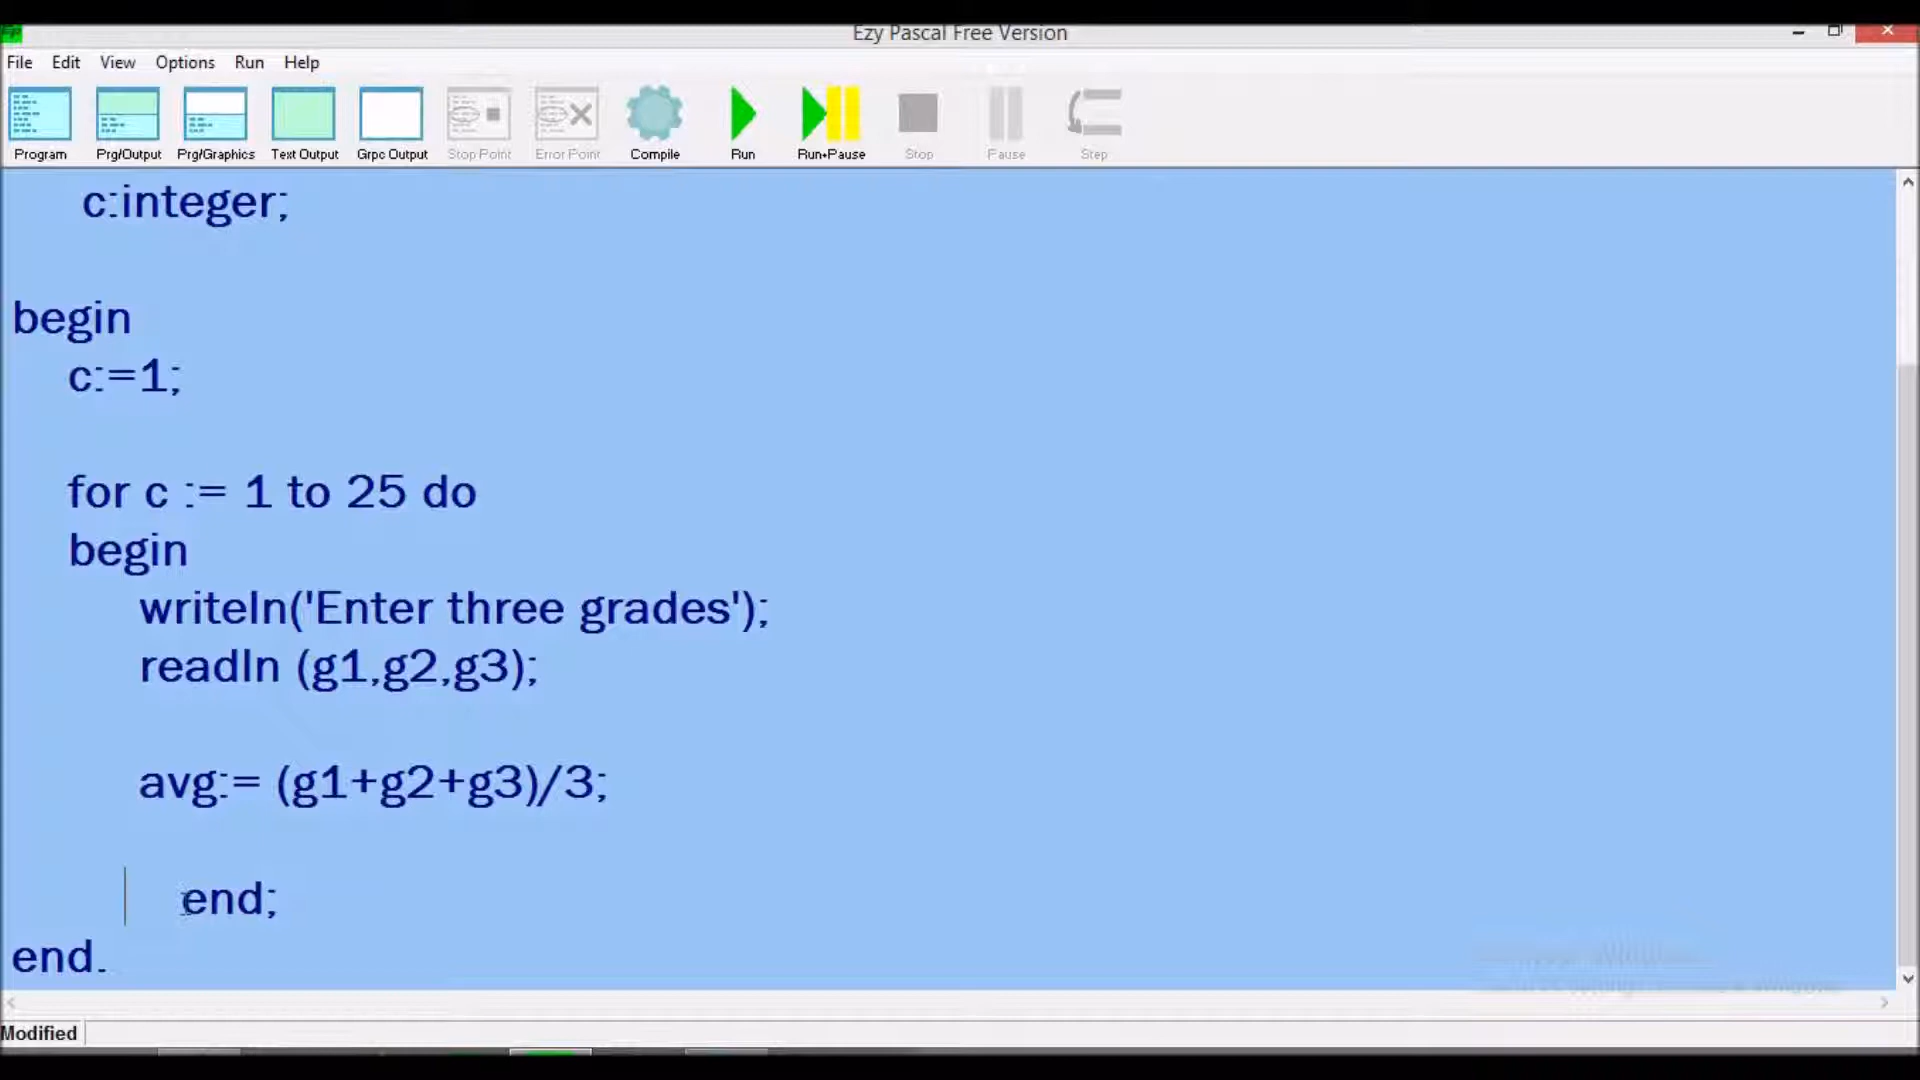 Ezy Pascal Free Version
File Edit View Options Run Help
Program Prg/Output Prg/Graphics Text Output Grpc Output Stop Point Error Point Compile Run Run+Pause Stop Pause Step
c:integer;
begin
c:=1;
for c := 1 to 25 do
begin
writeln('Enter three grades');
readln (g1,g2,g3);
avg:= (g1+g2+g3)/3;
end;
end.
Modified